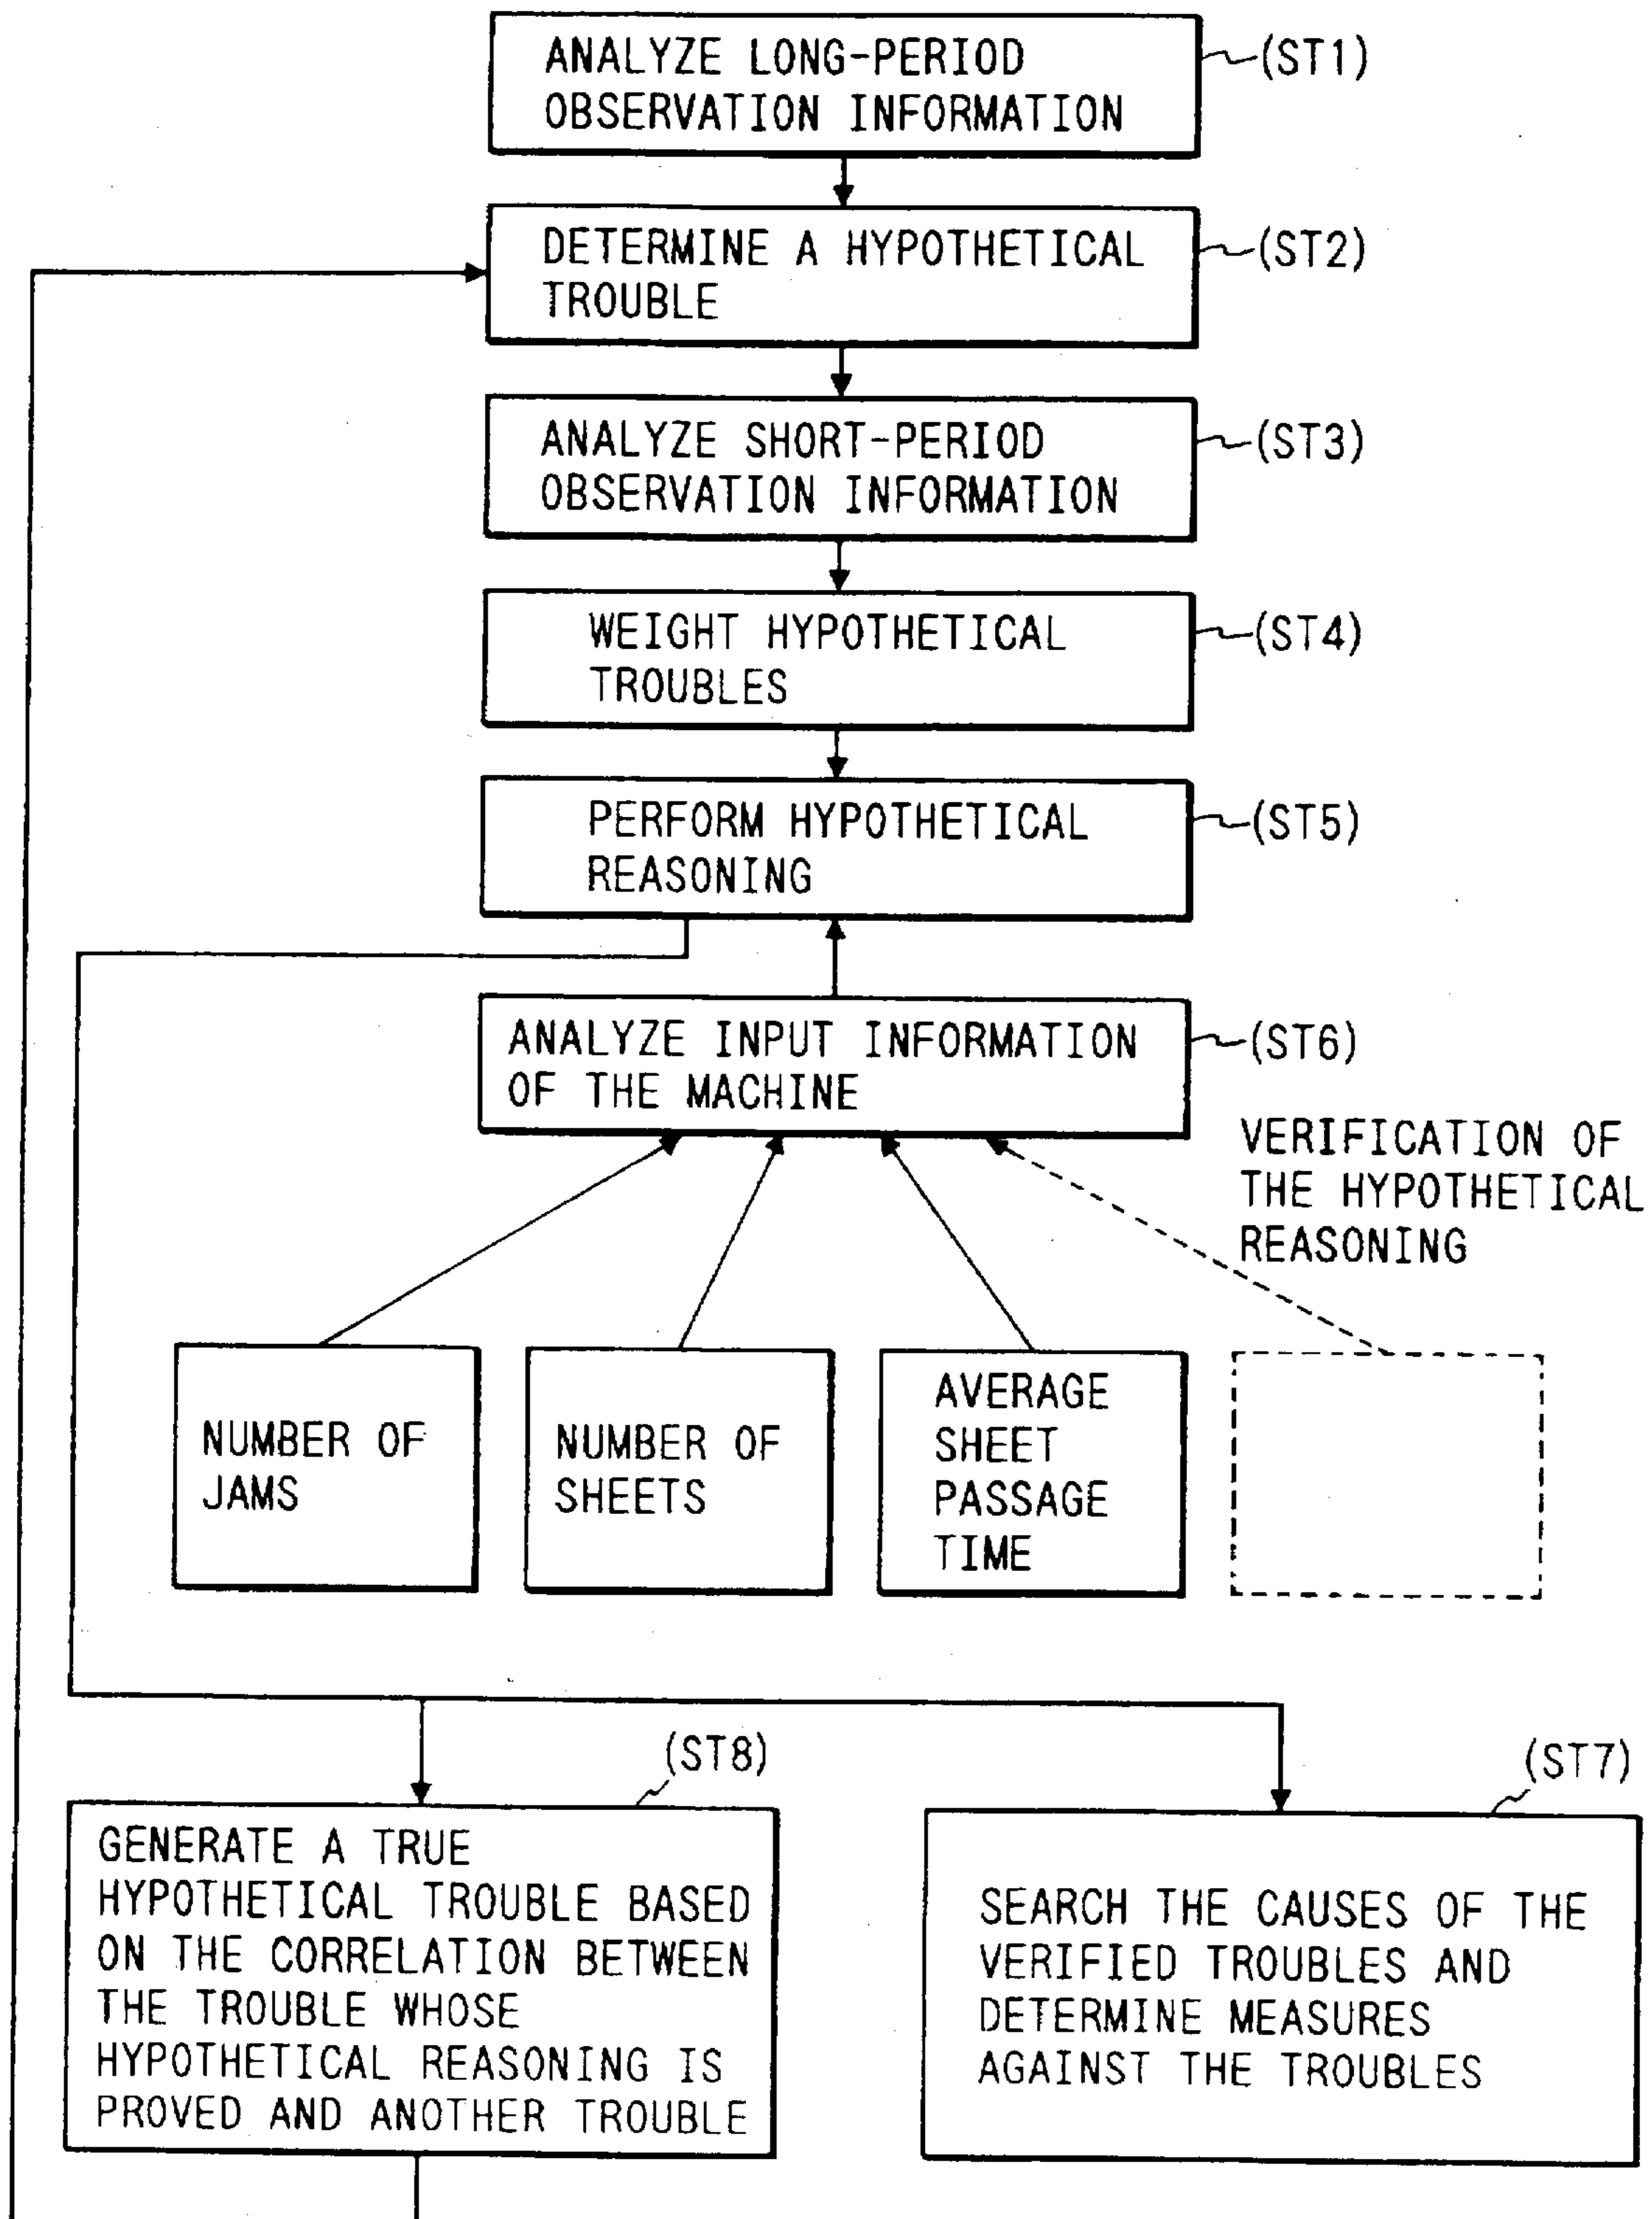 ANALYZE LONG-PERIOD
OBSERVATION INFORMATION
(ST1)
DETERMINE A HYPOTHETICAL
TROUBLE
(ST2)
ANALYZE SHORT-PERIOD
OBSERVATION INFORMATION
(ST3)
WEIGHT HYPOTHETICAL
TROUBLES
(ST4)
PERFORM HYPOTHETICAL
REASONING
(ST5)
ANALYZE INPUT INFORMATION
OF THE MACHINE
(ST6)
VERIFICATION OF
THE HYPOTHETICAL
REASONING
NUMBER OF
JAMS
NUMBER OF
SHEETS
AVERAGE
SHEET
PASSAGE
TIME
(ST8)
GENERATE A TRUE
HYPOTHETICAL TROUBLE BASED
ON THE CORRELATION BETWEEN
THE TROUBLE WHOSE
HYPOTHETICAL REASONING IS
PROVED AND ANOTHER TROUBLE
(ST7)
SEARCH THE CAUSES OF THE
VERIFIED TROUBLES AND
DETERMINE MEASURES
AGAINST THE TROUBLES